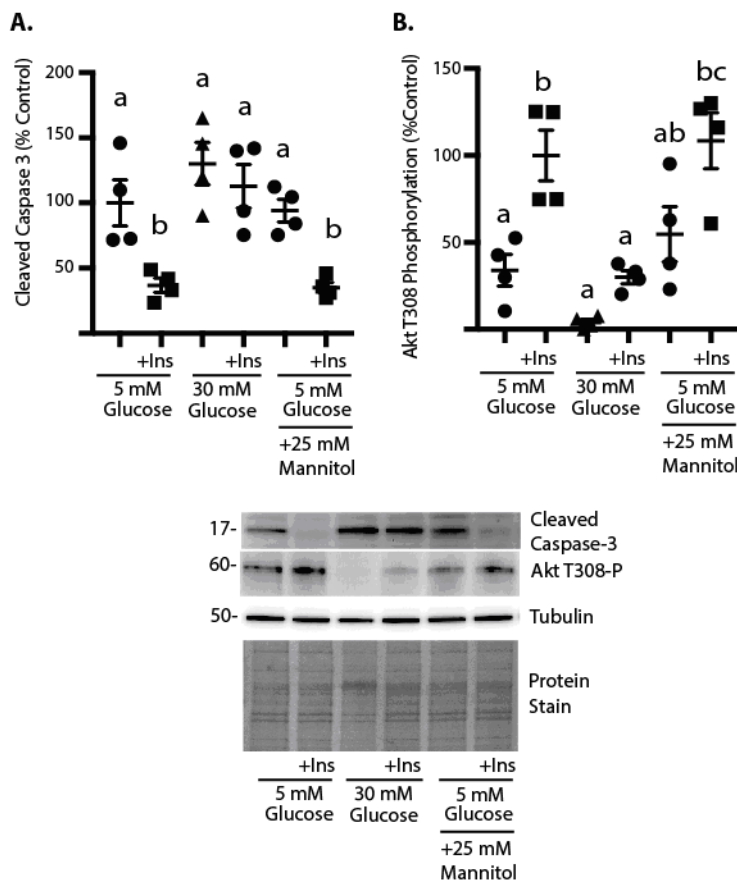 A.
Cleaved Caspase 3 (% Control)
200
150
100
50
a
b
a
a
a
b
+Ins
+Ins
+Ins
5 mM
Glucose
30 mM
Glucose
5 mM
Glucose
+25 mM
Mannitol
B.
Akt T308 Phosphorylation (%Control)
150
100
50
a
b
a
a
ab
bc
+Ins
+Ins
+Ins
5 mM
Glucose
30 mM
Glucose
5 mM
Glucose
+25 mM
Mannitol
17-
Cleaved
Caspase-3
60-
Akt T308-P
50-
Tubulin
Protein
Stain
+Ins
+Ins
+Ins
5 mM
Glucose
30 mM
Glucose
5 mM
Glucose
+25 mM
Mannitol